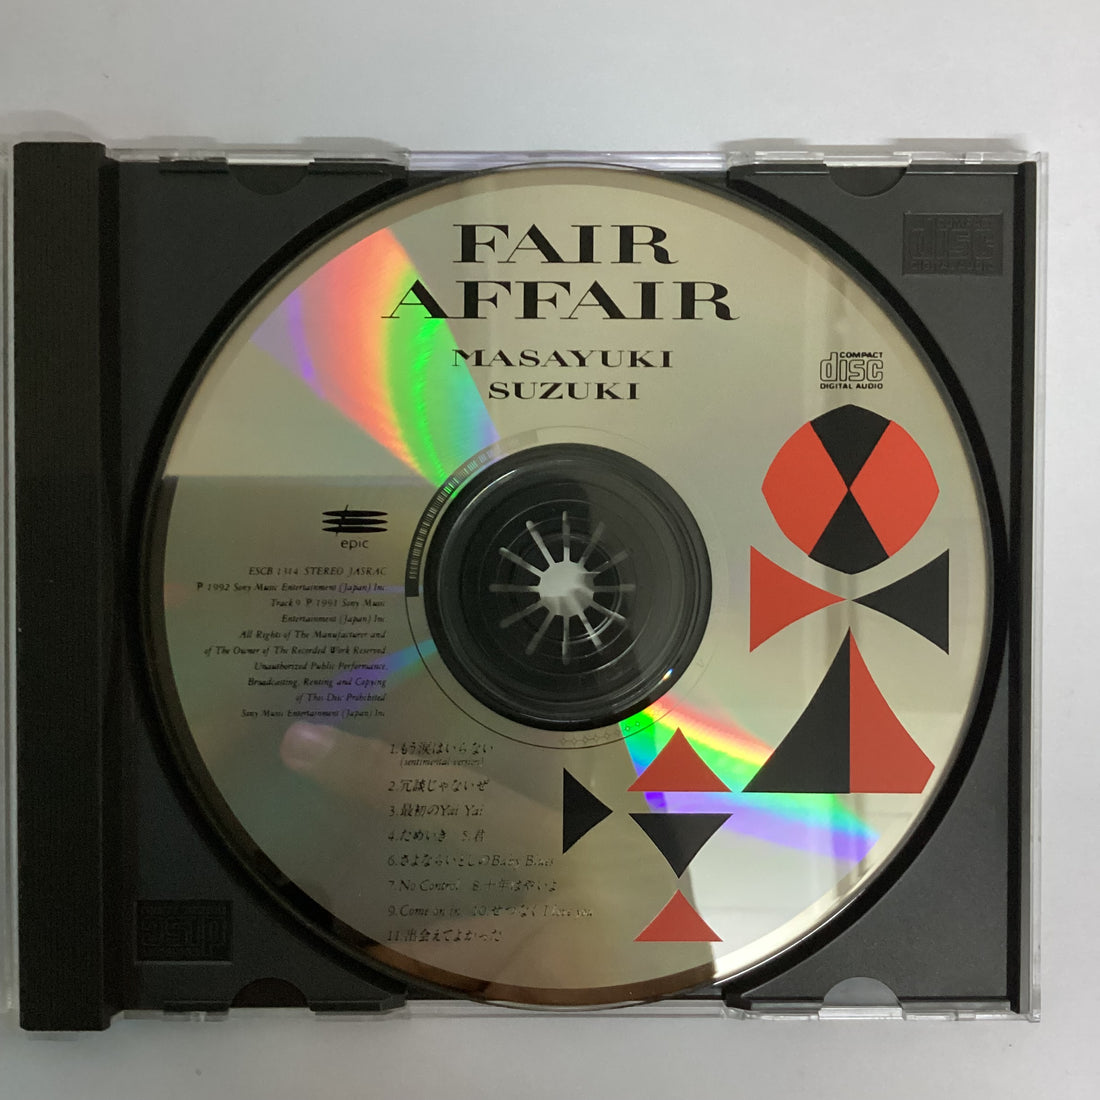 FAIR
AFFAIR
MASAYUKI
SUZUKI
COMPACT
disc
DIGITAL AUDIO
epic
ESCB 1314 STEREO JASRAC
℗ 1992 Sony Music Entertainment (Japan) Inc.
Track 9 ℗ 1991 Sony Music
Entertainment (Japan) Inc.
All Rights of The Manufacturer and
of The Owner of The Recorded Work Reserved.
Unauthorized Public Performance,
Broadcasting, Renting and Copying
of This Disc Prohibited
Sony Music Entertainment (Japan) Inc.
1.もう涙はいらない
(sentimental version)
2.冗談じゃないぜ
3.最初のYai Yai
4.ためいき 5.君
6.さよならいとしのBaby Blues
7.No Control 8.十年はやいよ
9.Come on in 10.せつなくI love you
11.出会えてよかった
disc
DIGITAL AUDIO